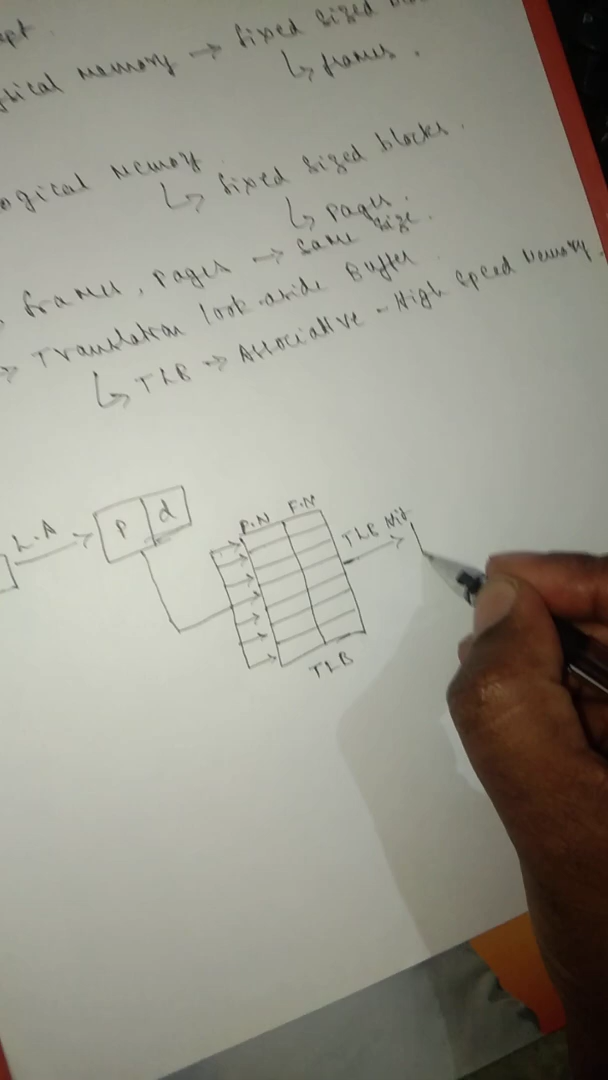 memory → fixed sized
↳ frames.
Logical memory
↳ fixed sized blocks.
↳ pages.
frames, pages → same size.
→ Translation look aside Buffer
↳ TLB → Associative - High speed memory.
L.A
P d
P.N F.N
TLB Hit
TLB